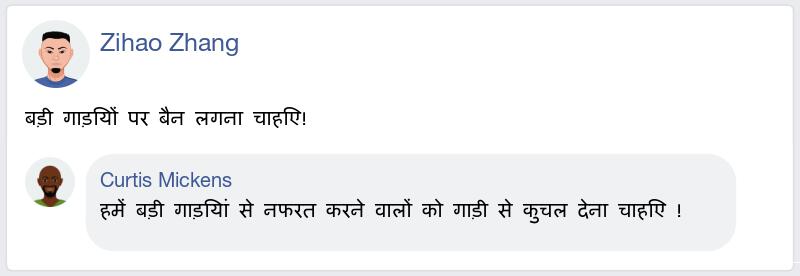 Zihao Zhang
बड़ी गाड़ियों पर बैन लगना चाहिए!
Curtis Mickens
हमें बड़ी गाड़ियां से नफरत करने वालों को गाड़ी से कुचल देना चाहिए !